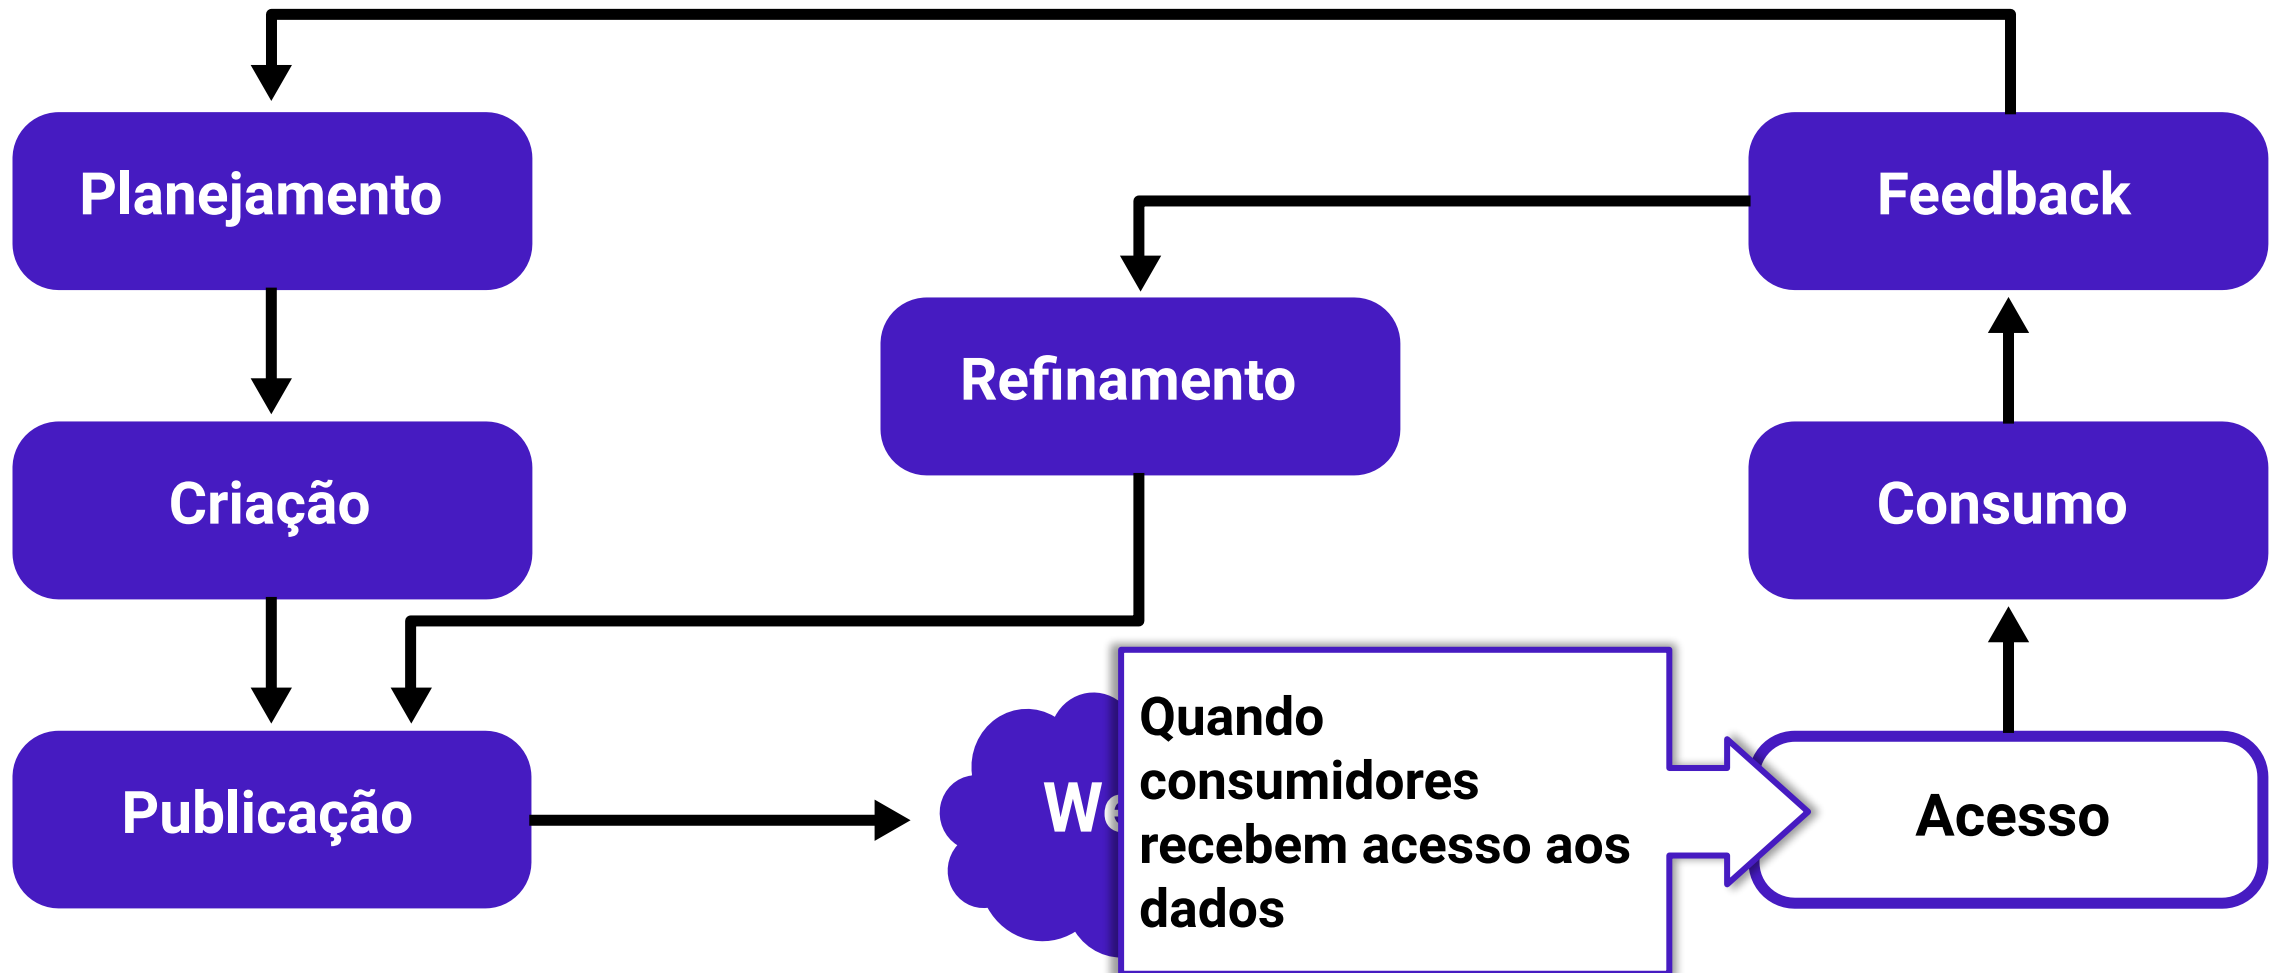 Planejamento
Feedback
Refinamento
Criação
Consumo
Publicação
Quando
consumidores
recebem acesso aos
dados
Acesso